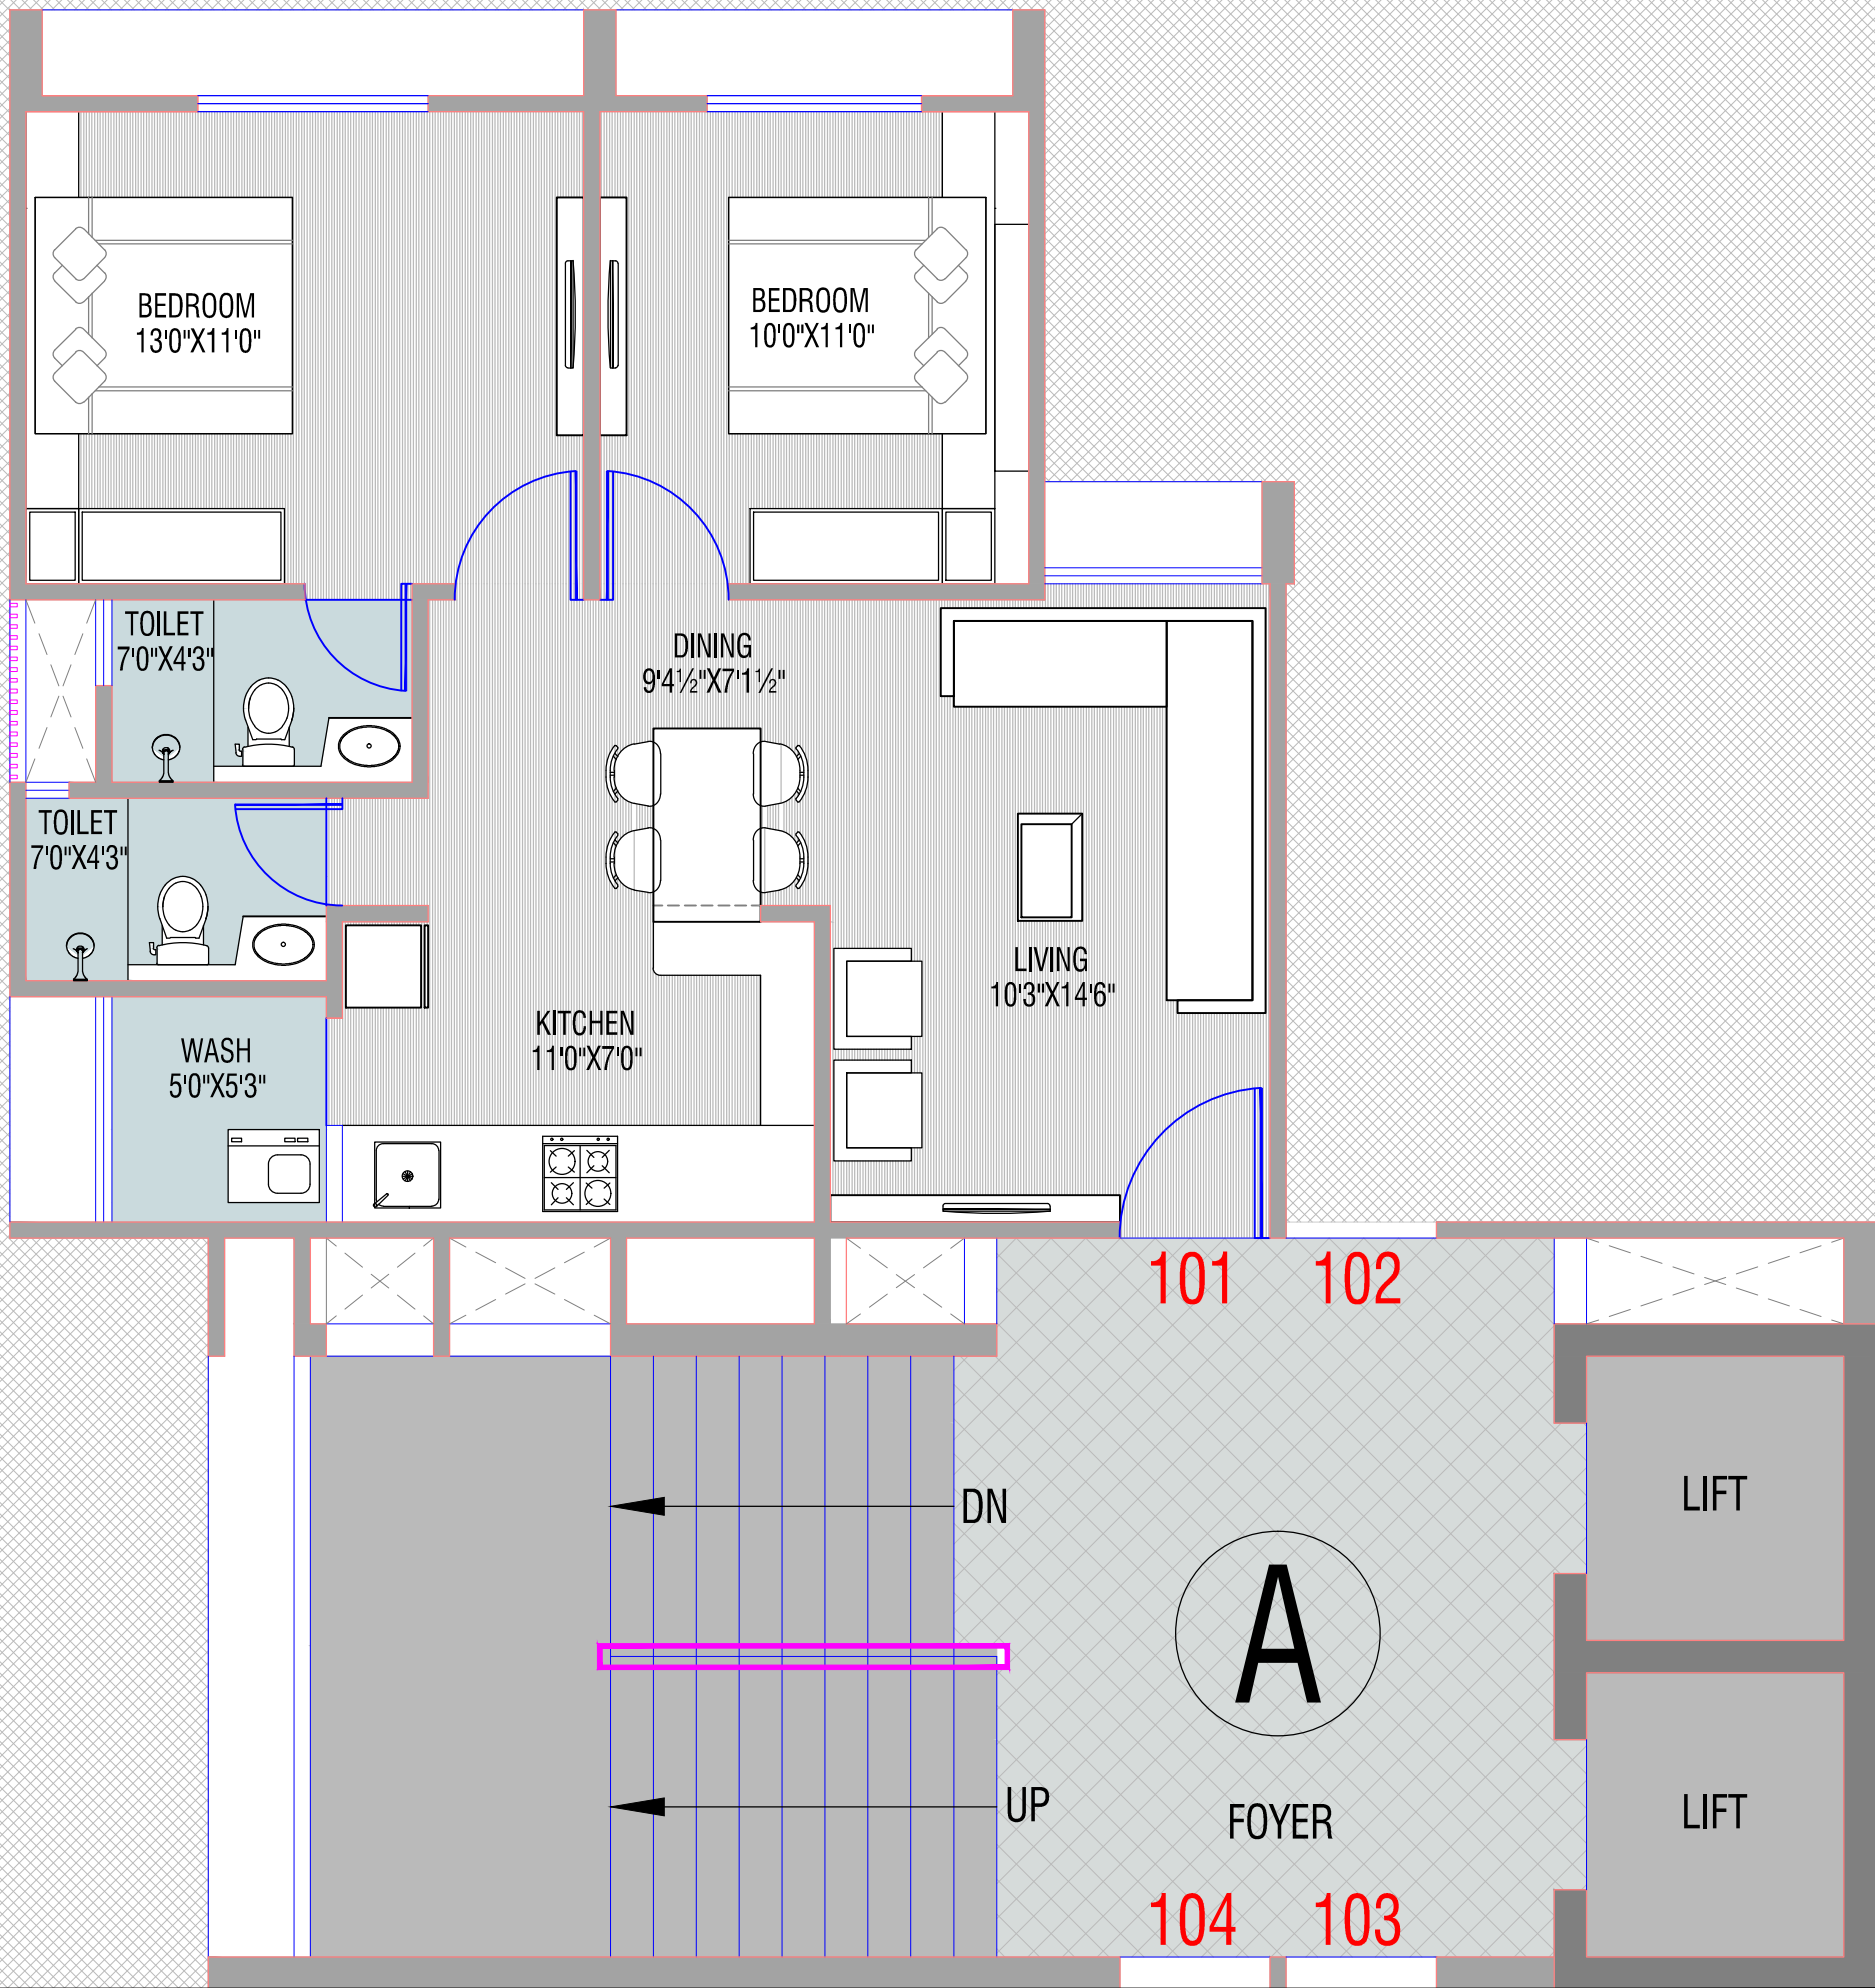 BEDROOM
13'0"X11'0"
BEDROOM
10'0"X11'0"
TOILET
7'0"X4'3"
DINING
9'4½"X7'1½"
TOILET
7'0"X4'3"
LIVING
10'3"X14'6"
KITCHEN
11'0"X7'0"
WASH
5'0"X5'3"
101
102
DN
LIFT
A
UP
FOYER
LIFT
104
103